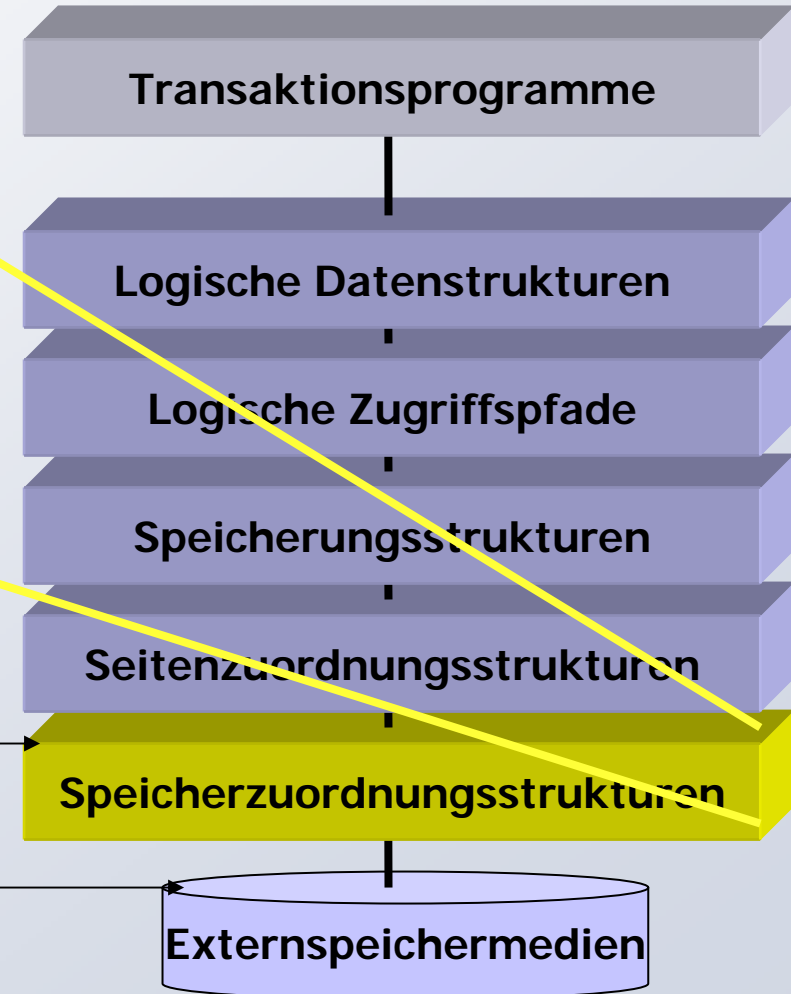 Transaktionsprogramme
Logische Datenstrukturen
Logische Zugriffspfade
Speicherungsstrukturen
Seitenzuordnungsstrukturen
Speicherzuordnungsstrukturen
Externspeichermedien